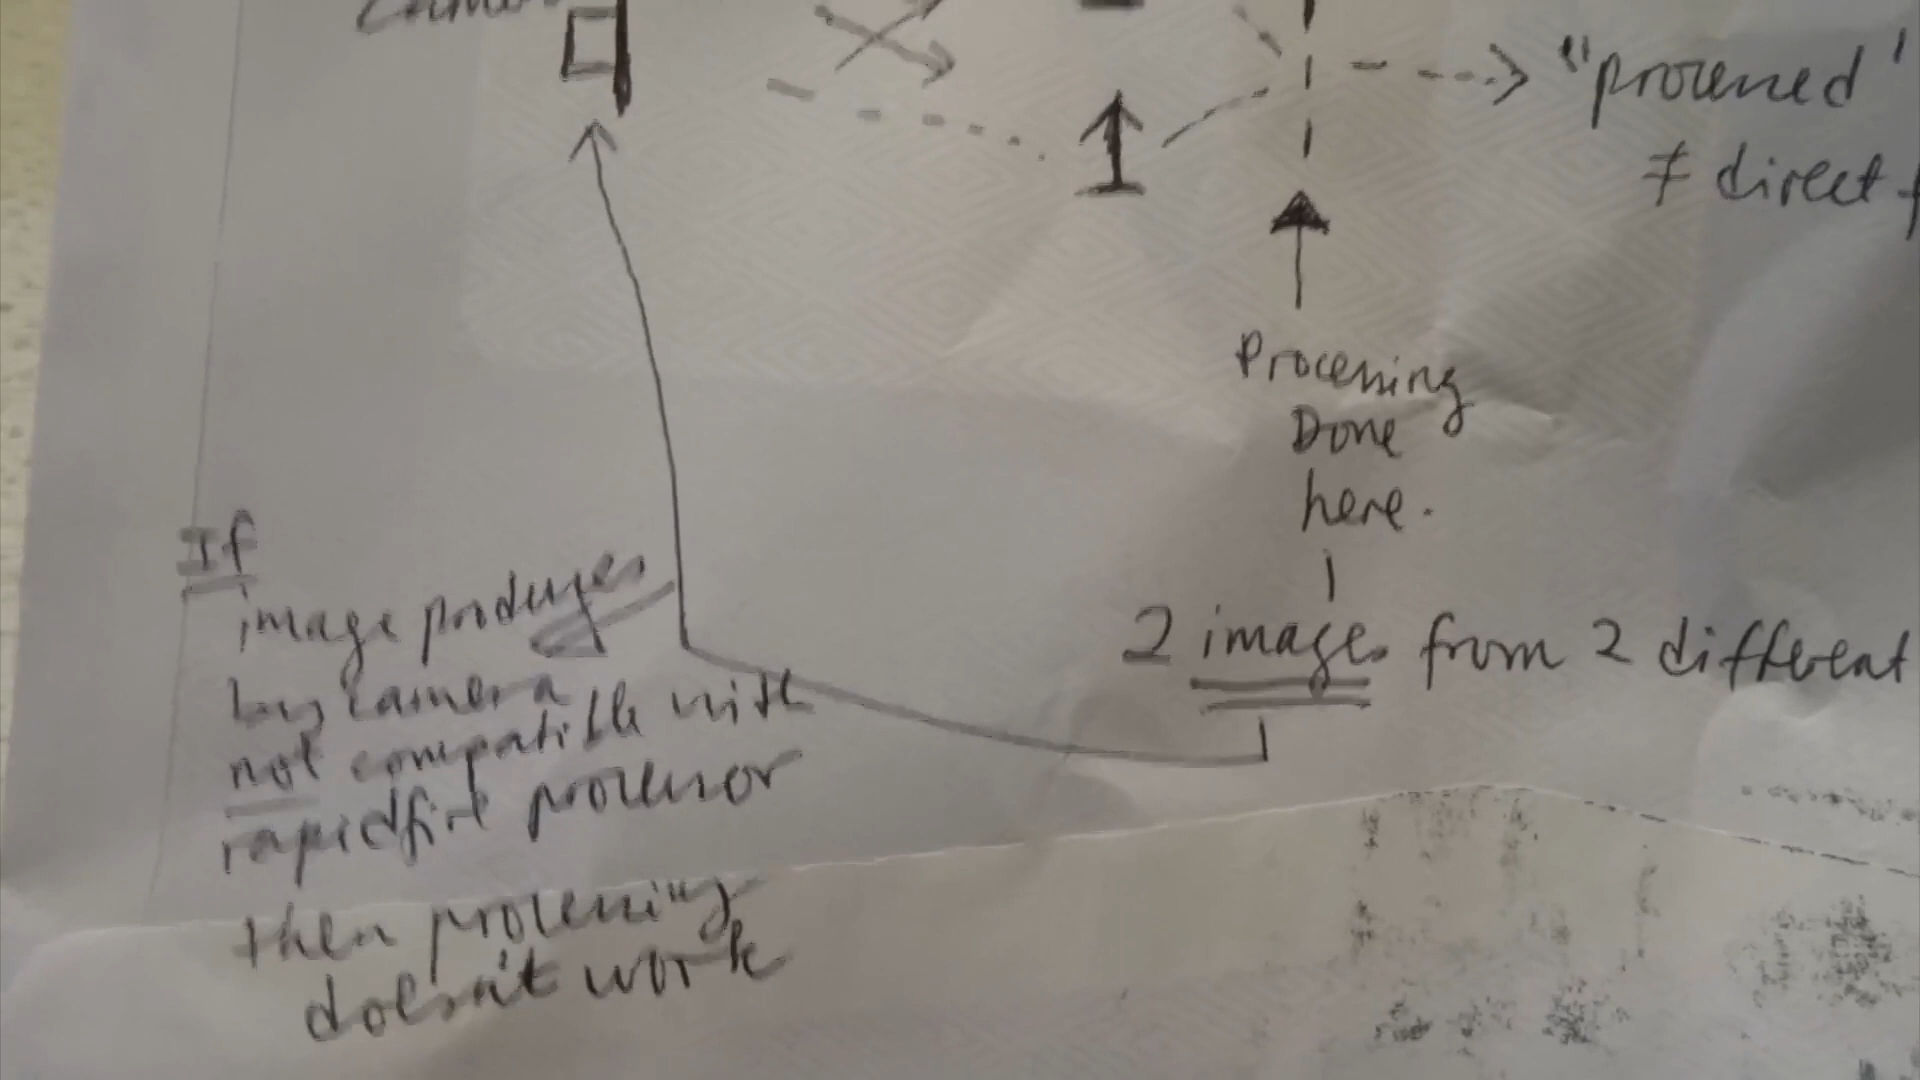 "processed"
≠ direct
Processing
Done
here.
2 images from 2 different
If
image produces
by camera
not compatible with
rapidfire processor
then processing
doesn't work